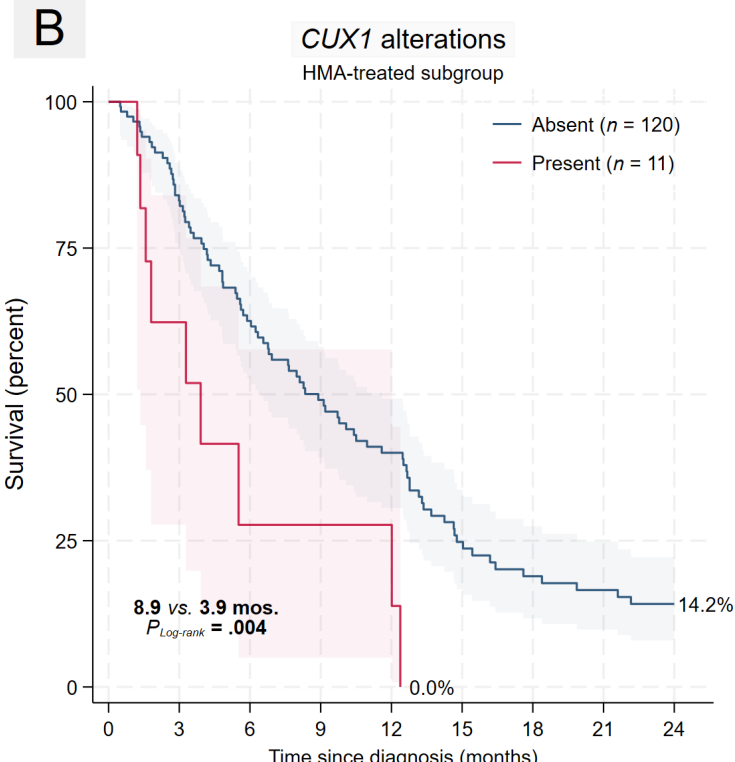 B
CUX1 alterations
HMA-treated subgroup
100
75
50
25
0
Survival (percent)
Absent (n = 120)
Present (n = 11)
8.9 vs. 3.9 mos.
P Log-rank = .004
14.2%
0.0%
0 3 6 9 12 15 18 21 24
Time since diagnosis (months)